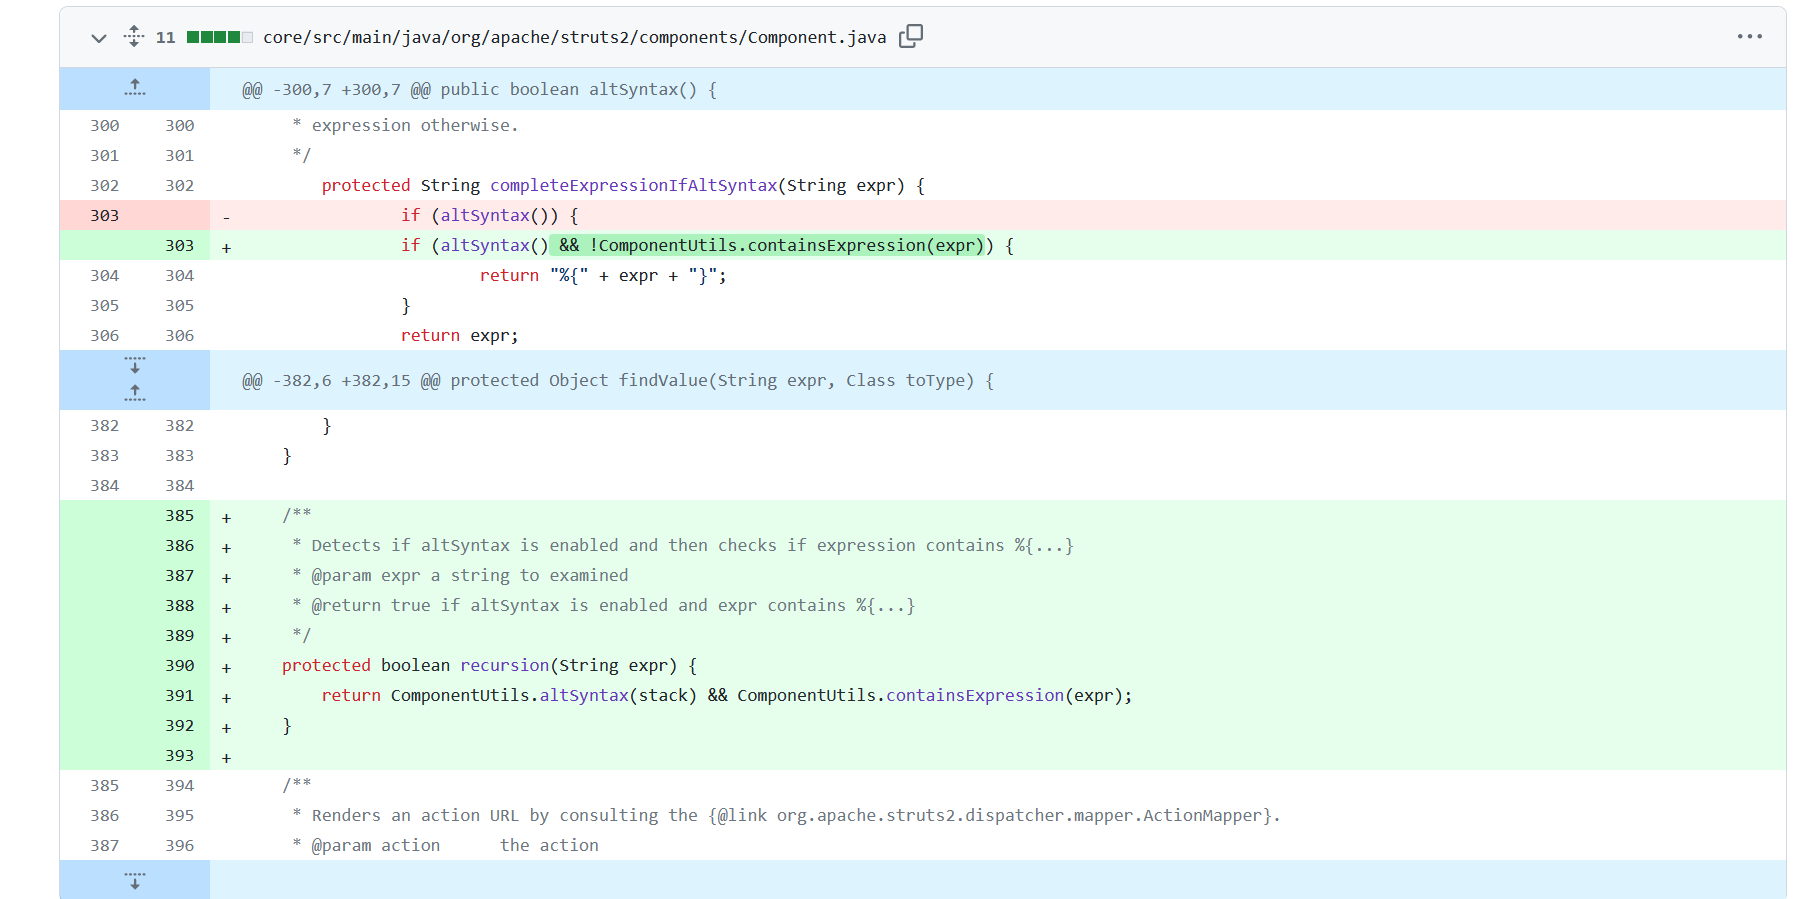 11 core/src/main/java/org/apache/struts2/components/Component.java
@@ -300,7 +300,7 @@ public boolean altSyntax() {
300 300 * expression otherwise.
301 301 */
302 302 protected String completeExpressionIfAltSyntax(String expr) {
303 - if (altSyntax()) {
303 + if (altSyntax() && !ComponentUtils.containsExpression(expr)) {
304 304 return "%{" + expr + "}";
305 305 }
306 306 return expr;
@@ -382,6 +382,15 @@ protected Object findValue(String expr, Class toType) {
382 382 }
383 383 }
384 384
385 + /**
386 + * Detects if altSyntax is enabled and then checks if expression contains %{...}
387 + * @param expr a string to examined
388 + * @return true if altSyntax is enabled and expr contains %{...}
389 + */
390 + protected boolean recursion(String expr) {
391 + return ComponentUtils.altSyntax(stack) && ComponentUtils.containsExpression(expr);
392 + }
393 +
385 394 /**
386 395 * Renders an action URL by consulting the {@link org.apache.struts2.dispatcher.mapper.ActionMapper}.
387 396 * @param action the action